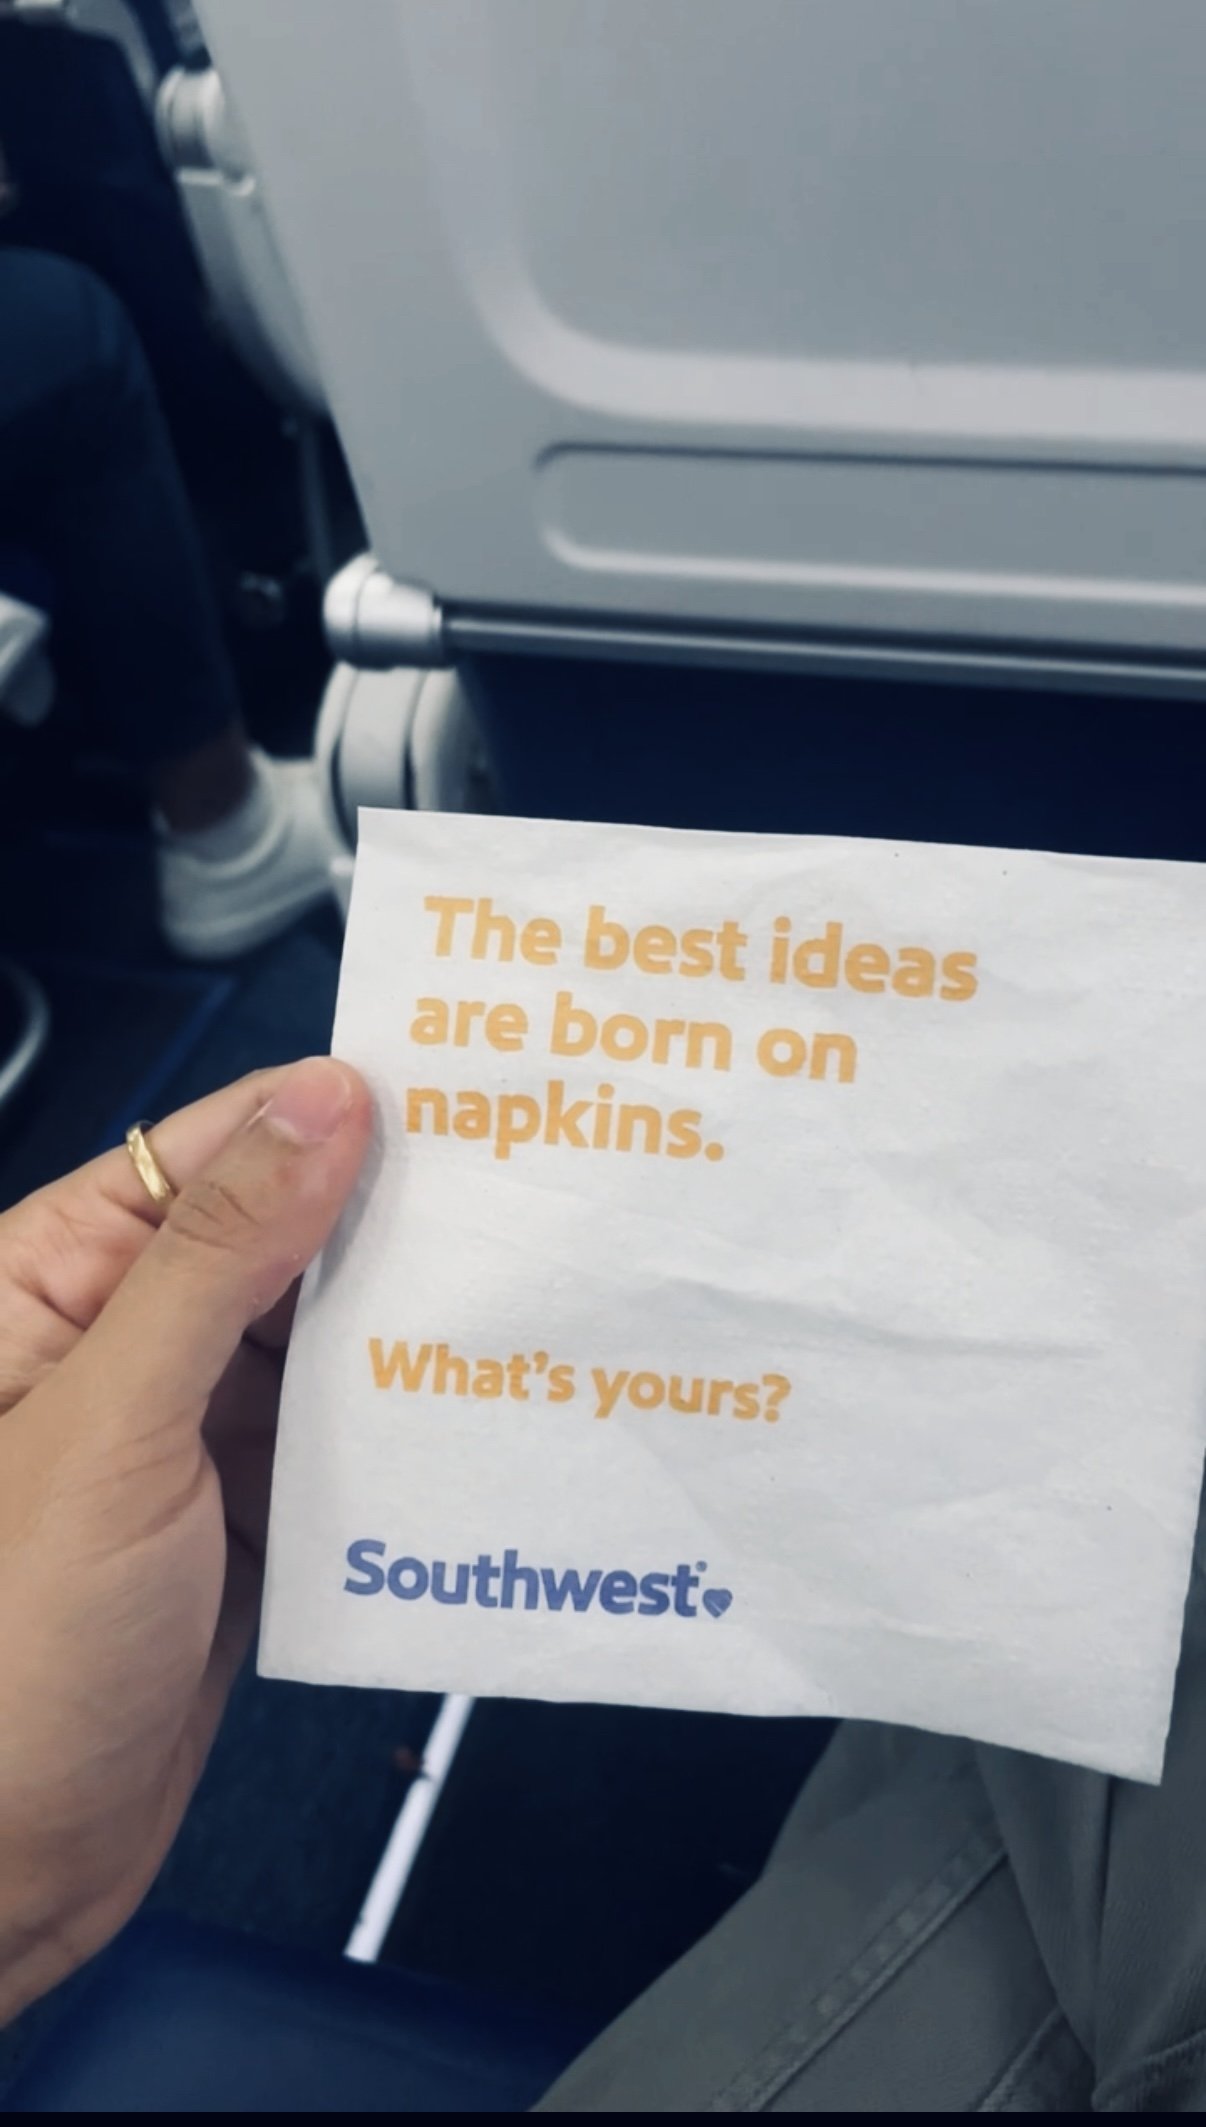 The best ideas
are born on
napkins.
What's yours?
Southwest